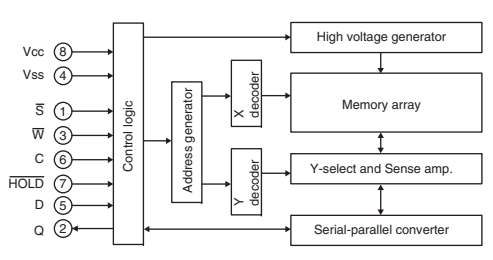 Vcc 8
Vss 4
S̅ 1
W̅ 3
C 6
H̅O̅L̅D̅ 7
D 5
Q 2
Control logic
Address generator
X decoder
Y decoder
High voltage generator
Memory array
Y-select and Sense amp.
Serial-parallel converter